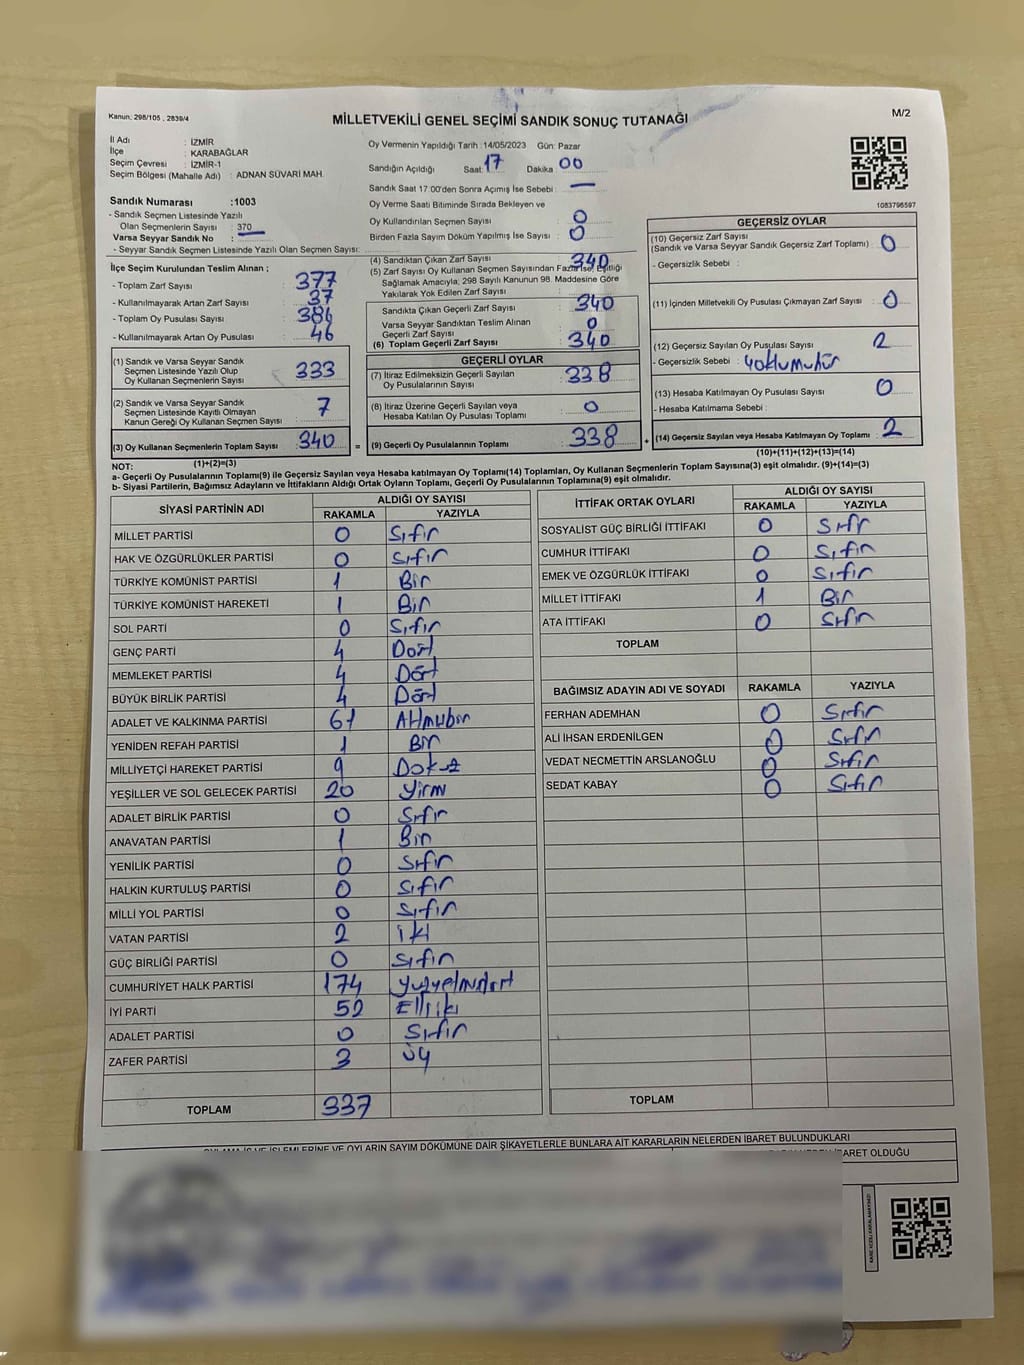 Kanun: 298/105 , 2839/4
MİLLETVEKİLİ GENEL SEÇİMİ SANDIK SONUÇ TUTANAĞI
M/2
İl Adı : İZMİR
İlçe : KARABAĞLAR
Seçim Çevresi : İZMİR-1
Seçim Bölgesi (Mahalle Adı) : ADNAN SÜVARİ MAH.
Oy Vermenin Yapıldığı Tarih :14/05/2023 Gün: Pazar
Sandığın Açıldığı Saat: 17 Dakika: 00
Sandık Saat 17:00'den Sonra Açımış İse Sebebi : —
Oy Verme Saati Bitiminde Sırada Bekleyen ve
Oy Kullandırılan Seçmen Sayısı : 0
Birden Fazla Sayım Döküm Yapılmış İse Sayısı : 0
1083796597
Sandık Numarası :1003
- Sandık Seçmen Listesinde Yazılı
Olan Seçmenlerin Sayısı : 370
Varsa Seyyar Sandık No :
- Seyyar Sandık Seçmen Listesinde Yazılı Olan Seçmen Sayısı:
İlçe Seçim Kurulundan Teslim Alınan ;
- Toplam Zarf Sayısı : 377
- Kullanılmayarak Artan Zarf Sayısı : 37
- Toplam Oy Pusulası Sayısı : 386
- Kullanılmayarak Artan Oy Pusulası : 46
(1) Sandık ve Varsa Seyyar Sandık
Seçmen Listesinde Yazılı Olup
Oy Kullanan Seçmenlerin Sayısı : 333
(2) Sandık ve Varsa Seyyar Sandık
Seçmen Listesinde Kayıtlı Olmayan
Kanun Gereği Oy Kullanan Seçmen Sayısı : 7
(3) Oy Kullanan Seçmenlerin Toplam Sayısı : 340 =
(1)+(2)=(3)
(4) Sandıktan Çıkan Zarf Sayısı : 340
(5) Zarf Sayısı Oy Kullanan Seçmen Sayısından Fazla İse, Eşitliği
Sağlamak Amacıyla; 298 Sayılı Kanunun 98. Maddesine Göre
Yakılarak Yok Edilen Zarf Sayısı :
Sandıkta Çıkan Geçerli Zarf Sayısı : 340
Varsa Seyyar Sandıktan Teslim Alınan
Geçerli Zarf Sayısı : 0
(6) Toplam Geçerli Zarf Sayısı : 340
GEÇERLİ OYLAR
(7) İtiraz Edilmeksizin Geçerli Sayılan
Oy Pusulalarının Sayısı : 338
(8) İtiraz Üzerine Geçerli Sayılan veya
Hesaba Katılan Oy Pusulası Toplamı : 0
(9) Geçerli Oy Pusulalarının Toplamı : 338 +
GEÇERSİZ OYLAR
(10) Geçersiz Zarf Sayısı
(Sandık ve Varsa Seyyar Sandık Geçersiz Zarf Toplamı) : 0
- Geçersizlik Sebebi :
(11) İçinden Milletvekili Oy Pusulası Çıkmayan Zarf Sayısı : 0
(12) Geçersiz Sayılan Oy Pusulası Sayısı : 2
- Geçersizlik Sebebi :
(13) Hesaba Katılmayan Oy Pusulası Sayısı : 0
- Hesaba Katılmama Sebebi :
(14) Geçersiz Sayılan veya Hesaba Katılmayan Oy Toplamı : 2
(10)+(11)+(12)+(13)=(14)
NOT:
a- Geçerli Oy Pusulalarının Toplamı(9) ile Geçersiz Sayılan veya Hesaba katılmayan Oy Toplamı(14) Toplamları, Oy Kullanan Seçmenlerin Toplam Sayısına(3) eşit olmalıdır. (9)+(14)=(3)
b- Siyasi Partilerin, Bağımsız Adayların ve İttifakların Aldığı Ortak Oyların Toplamı, Geçerli Oy Pusulalarının Toplamına(9) eşit olmalıdır.
SİYASİ PARTİNİN ADI ALDIĞI OY SAYISI
RAKAMLA YAZIYLA
MİLLET PARTİSİ 0 Sıfır
HAK VE ÖZGÜRLÜKLER PARTİSİ 0 Sıfır
TÜRKİYE KOMÜNİST PARTİSİ 1 Bir
TÜRKİYE KOMÜNİST HAREKETİ 1 Bir
SOL PARTİ 0 Sıfır
GENÇ PARTİ 4 Dört
MEMLEKET PARTİSİ 4 Dört
BÜYÜK BİRLİK PARTİSİ 4 Dört
ADALET VE KALKINMA PARTİSİ 61 Atmışbir
YENİDEN REFAH PARTİSİ 1 Bir
MİLLİYETÇİ HAREKET PARTİSİ 9 Dokuz
YEŞİLLER VE SOL GELECEK PARTİSİ 20 Yirmi
ADALET BİRLİK PARTİSİ 0 Sıfır
ANAVATAN PARTİSİ 1 Bir
YENİLİK PARTİSİ 0 Sıfır
HALKIN KURTULUŞ PARTİSİ 0 Sıfır
MİLLİ YOL PARTİSİ 0 Sıfır
VATAN PARTİSİ 2 iki
GÜÇ BİRLİĞİ PARTİSİ 0 Sıfır
CUMHURİYET HALK PARTİSİ 174
İYİ PARTİ 52 Elliiki
ADALET PARTİSİ 0 Sıfır
ZAFER PARTİSİ 3 üç
TOPLAM 337
İTTİFAK ORTAK OYLARI ALDIĞI OY SAYISI
RAKAMLA YAZIYLA
SOSYALİST GÜÇ BİRLİĞİ İTTİFAKI 0 Sıfır
CUMHUR İTTİFAKI 0 Sıfır
EMEK VE ÖZGÜRLÜK İTTİFAKI 0 Sıfır
MİLLET İTTİFAKI 1 Bir
ATA İTTİFAKI 0 Sıfır
TOPLAM
BAĞIMSIZ ADAYIN ADI VE SOYADI RAKAMLA YAZIYLA
FERHAN ADEMHAN 0 Sıfır
ALİ İHSAN ERDENİLGEN 0 Sıfır
VEDAT NECMETTİN ARSLANOĞLU 0 Sıfır
SEDAT KABAY 0 Sıfır
TOPLAM
OYLAMA İŞ VE İŞLEMLERİNE VE OYLARIN SAYIM DÖKÜMÜNE DAİR ŞİKAYETLERLE BUNLARA AİT KARARLARIN NELERDEN İBARET BULUNDUKLARI
İBARET OLDUĞU